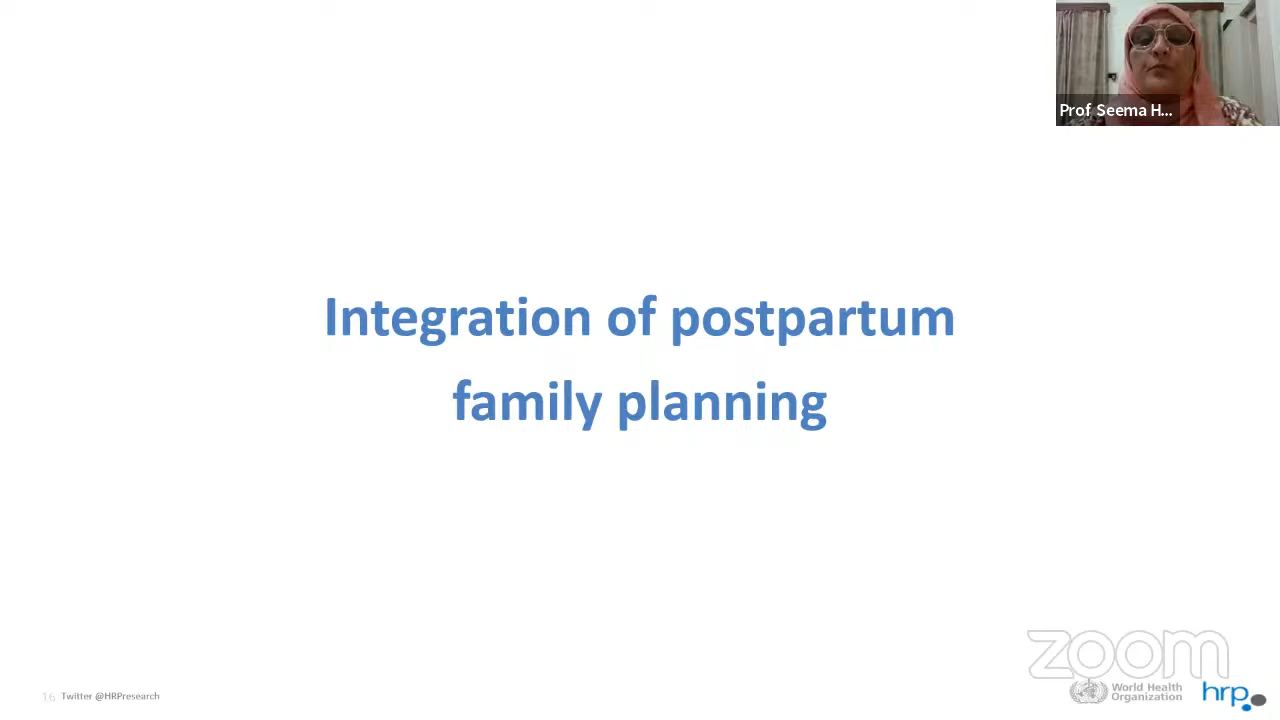 Prof Seema H...
Integration of postpartum
family planning
zoom
16 Twitter @HRPresearch
World Health
Organization
hrp